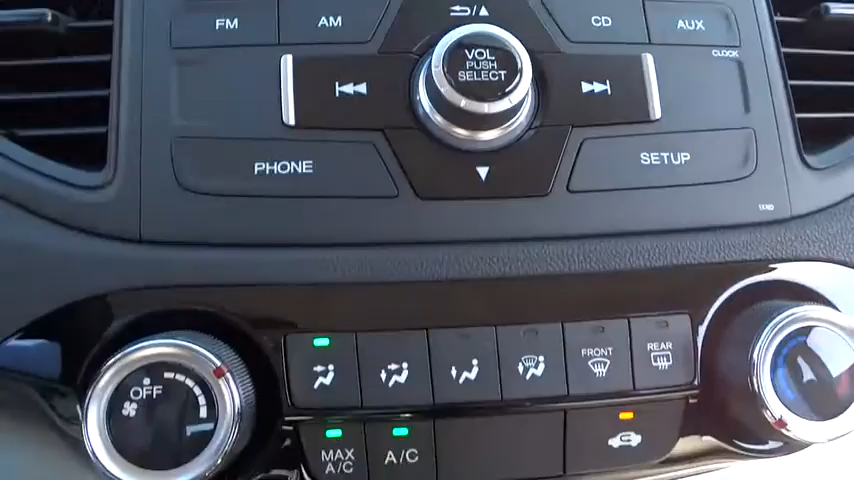 FM
AM
CD
AUX
CLOCK
VOL
PUSH
SELECT
PHONE
SETUP
OFF
FRONT
REAR
MAX
A/C
A/C